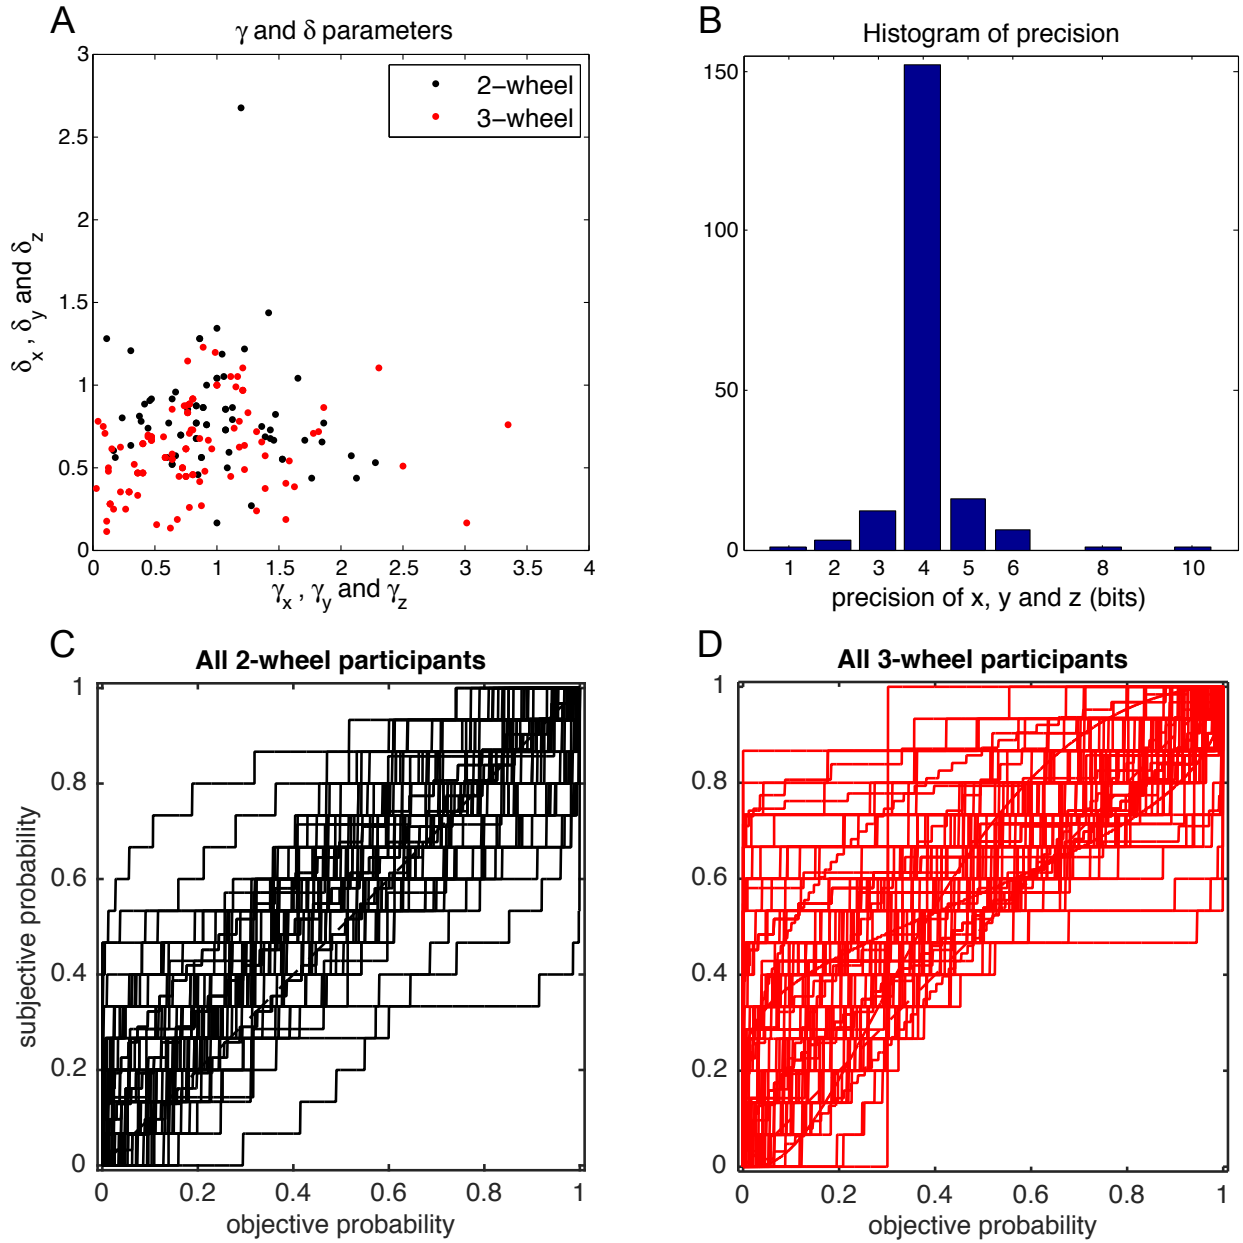 A
γ and δ parameters
3
2.5
2
1.5
1
0.5
0
0 0.5 1 1.5 2 2.5 3 3.5 4
δx , δy and δz
γx , γy and γz
2−wheel
3−wheel
B
Histogram of precision
150
100
50
0
1 2 3 4 5 6 8 10
precision of x, y and z (bits)
C
All 2-wheel participants
1
0.8
0.6
0.4
0.2
0
0 0.2 0.4 0.6 0.8 1
subjective probability
objective probability
D
All 3-wheel participants
1
0.8
0.6
0.4
0.2
0
0 0.2 0.4 0.6 0.8 1
objective probability